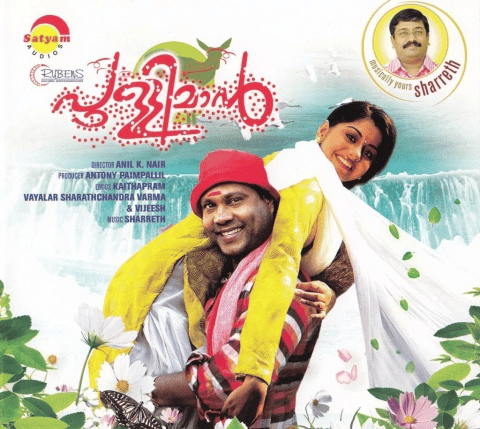 Satyam
AUDIOS
RUBENS
പുള്ളിമാൻ
musically yours
sharreth
DIRECTOR ANIL K. NAIR
PRODUCER ANTONY PAIMPALLIL
LYRICS KAITHAPRAM
VAYALAR SHARATHCHANDRA VARMA
& VIJEESH
MUSIC SHARRETH